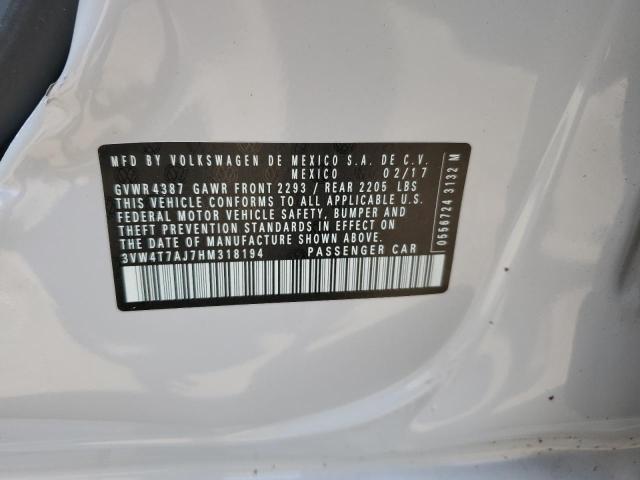 MFD BY VOLKSWAGEN DE MEXICO S.A. DE C.V.
MEXICO 02/17
GVWR 4387 GAWR FRONT 2293 / REAR 2205 LBS
THIS VEHICLE CONFORMS TO ALL APPLICABLE U.S.
FEDERAL MOTOR VEHICLE SAFETY, BUMPER AND
THEFT PREVENTION STANDARDS IN EFFECT ON
THE DATE OF MANUFACTURE SHOWN ABOVE.
3VW4T7AJ7HM318194 PASSENGER CAR
0556724 3132 M